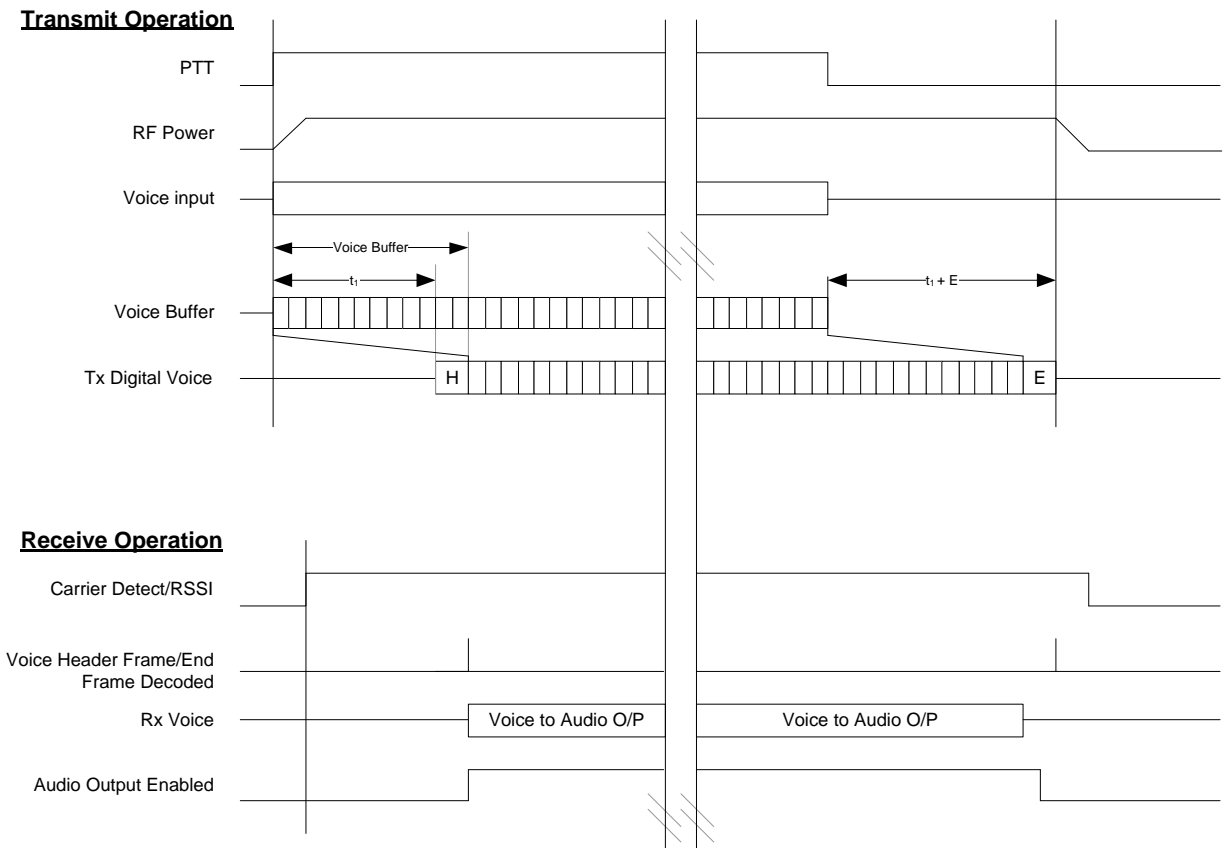 Transmit Operation
PTT
RF Power
Voice input
Voice Buffer
t₁
t₁ + E
Voice Buffer
Tx Digital Voice
H
E
Receive Operation
Carrier Detect/RSSI
Voice Header Frame/End
Frame Decoded
Rx Voice
Voice to Audio O/P
Voice to Audio O/P
Audio Output Enabled